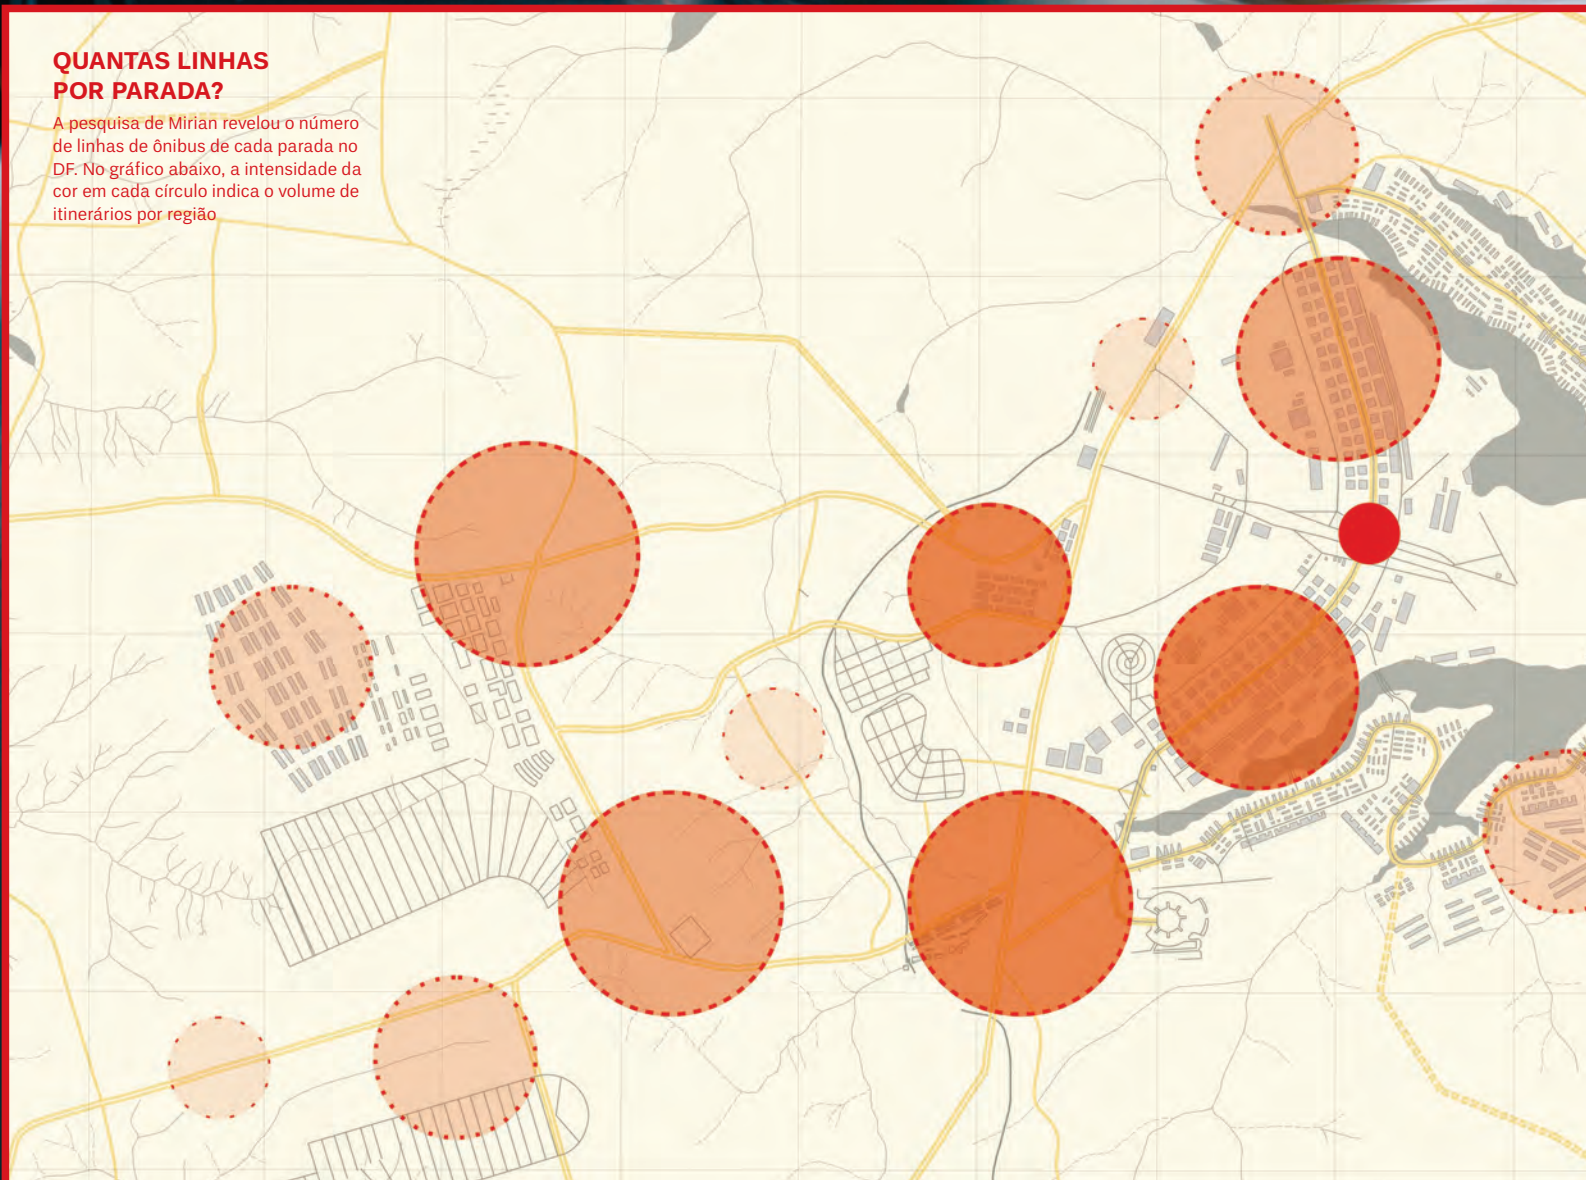 QUANTAS LINHAS
POR PARADA?
A pesquisa de Mirian revelou o número
de linhas de ônibus de cada parada no
DF. No gráfico abaixo, a intensidade da
cor em cada círculo indica o volume de
itinerários por região